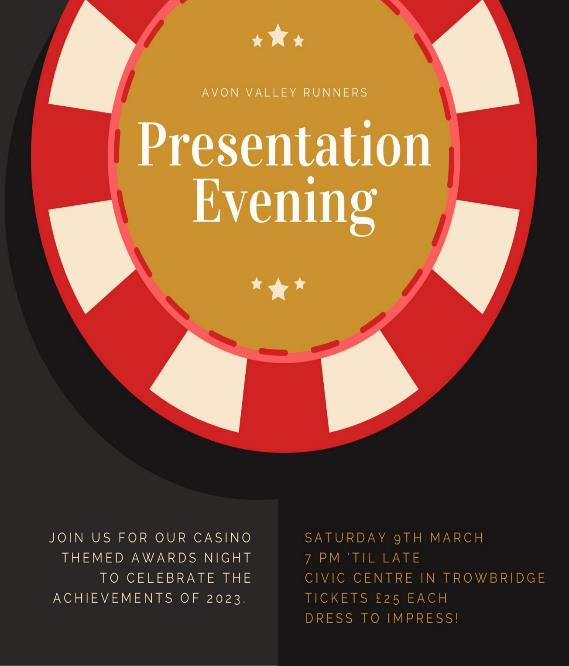 AVON VALLEY RUNNERS
Presentation
Evening
JOIN US FOR OUR CASINO
THEMED AWARDS NIGHT
TO CELEBRATE THE
ACHIEVEMENTS OF 2023.
SATURDAY 9TH MARCH
7 PM 'TIL LATE
CIVIC CENTRE IN TROWBRIDGE
TICKETS £25 EACH
DRESS TO IMPRESS!